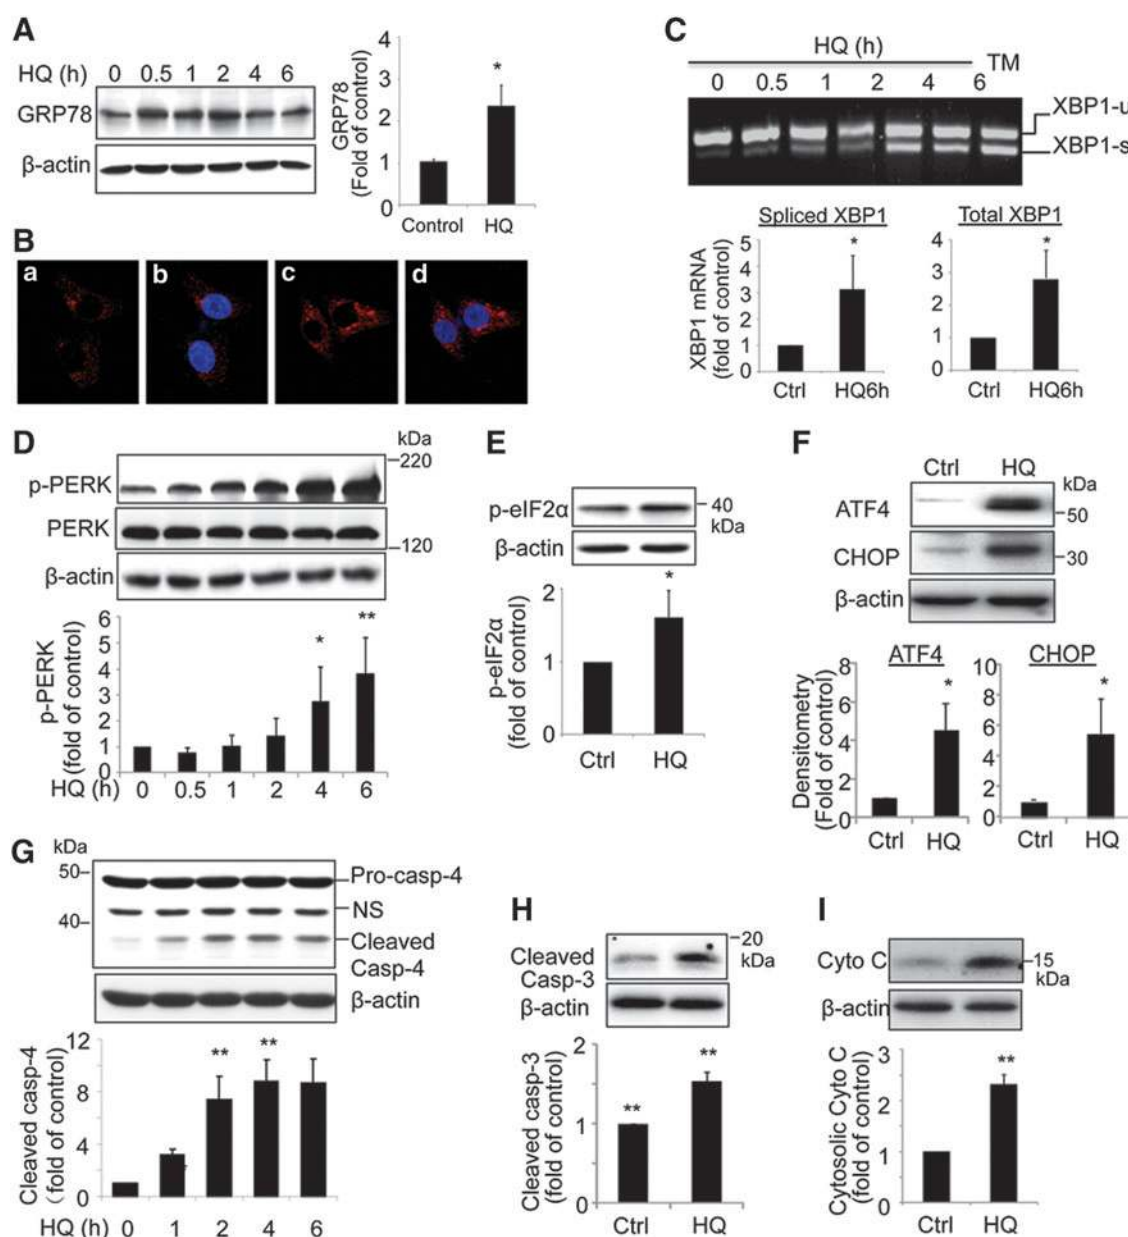 A
HQ (h) 0 0.5 1 2 4 6
GRP78
β-actin
GRP78
(Fold of control)
4
3
2
1
0
*
Control HQ
B
a b c d
C
HQ (h) TM
0 0.5 1 2 4 6
XBP1-u
XBP1-s
Spliced XBP1
XBP1 mRNA
(fold of control)
5
4
3
2
1
0
*
Ctrl HQ6h
Total XBP1
4
3
2
1
0
*
Ctrl HQ6h
D
kDa
220
p-PERK
PERK
120
β-actin
p-PERK
(fold of control)
6
5
4
3
2
1
0
* **
HQ (h) 0 0.5 1 2 4 6
E
p-eIF2α 40
kDa
β-actin
p-eIF2α
(fold of control)
2
1
0
*
Ctrl HQ
F
Ctrl HQ
kDa
ATF4 50
CHOP 30
β-actin
Densitometry
(Fold of control)
ATF4
8
6
4
2
0
*
Ctrl HQ
CHOP
10
8
6
4
2
0
*
Ctrl HQ
G
kDa
50
Pro-casp-4
NS
40
Cleaved
Casp-4
β-actin
Cleaved casp-4
(fold of control)
12
8
4
0
** **
HQ (h) 0 1 2 4 6
H
20
kDa
Cleaved
Casp-3
β-actin
Cleaved casp-3
(fold of control)
2
1
0
** **
Ctrl HQ
I
Cyto C 15
kDa
β-actin
Cytosolic Cyto C
(fold of control)
3
2
1
0
**
Ctrl HQ